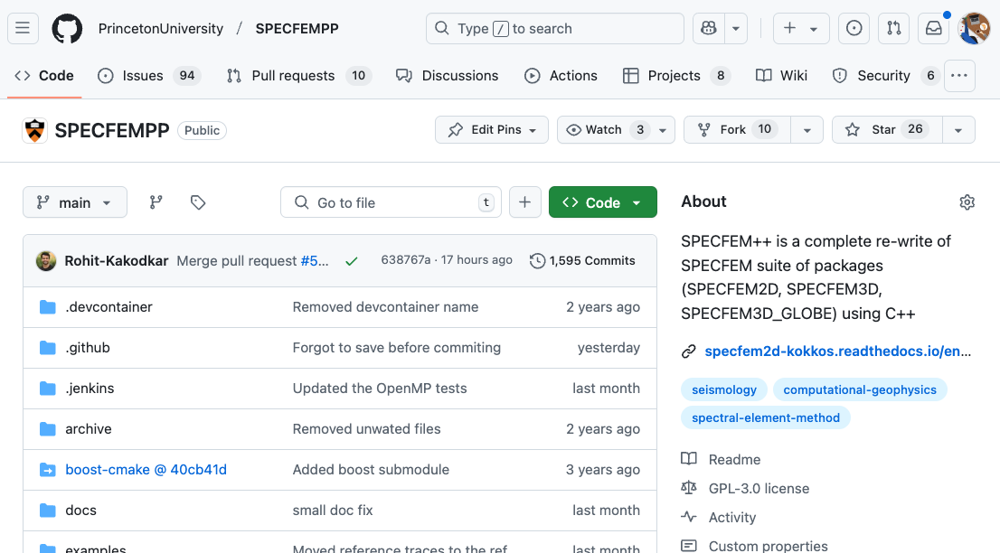 PrincetonUniversity / SPECFEMPP
Type / to search
Code
Issues 94
Pull requests 10
Discussions
Actions
Projects 8
Wiki
Security 6
SPECFEMPP Public
Edit Pins
Watch 3
Fork 10
Star 26
main
Go to file t
Code
Rohit-Kakodkar Merge pull request #5... 638767a · 17 hours ago 1,595 Commits
.devcontainer Removed devcontainer name 2 years ago
.github Forgot to save before commiting yesterday
.jenkins Updated the OpenMP tests last month
archive Removed unwated files 2 years ago
boost-cmake @ 40cb41d Added boost submodule 3 years ago
docs small doc fix last month
examples Moved reference traces to the ref last month
About
SPECFEM++ is a complete re-write of
SPECFEM suite of packages
(SPECFEM2D, SPECFEM3D,
SPECFEM3D_GLOBE) using C++
specfem2d-kokkos.readthedocs.io/en...
seismology computational-geophysics
spectral-element-method
Readme
GPL-3.0 license
Activity
Custom properties